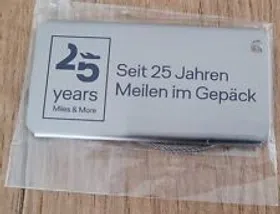 25
years
Miles & More
Seit 25 Jahren
Meilen im Gepäck